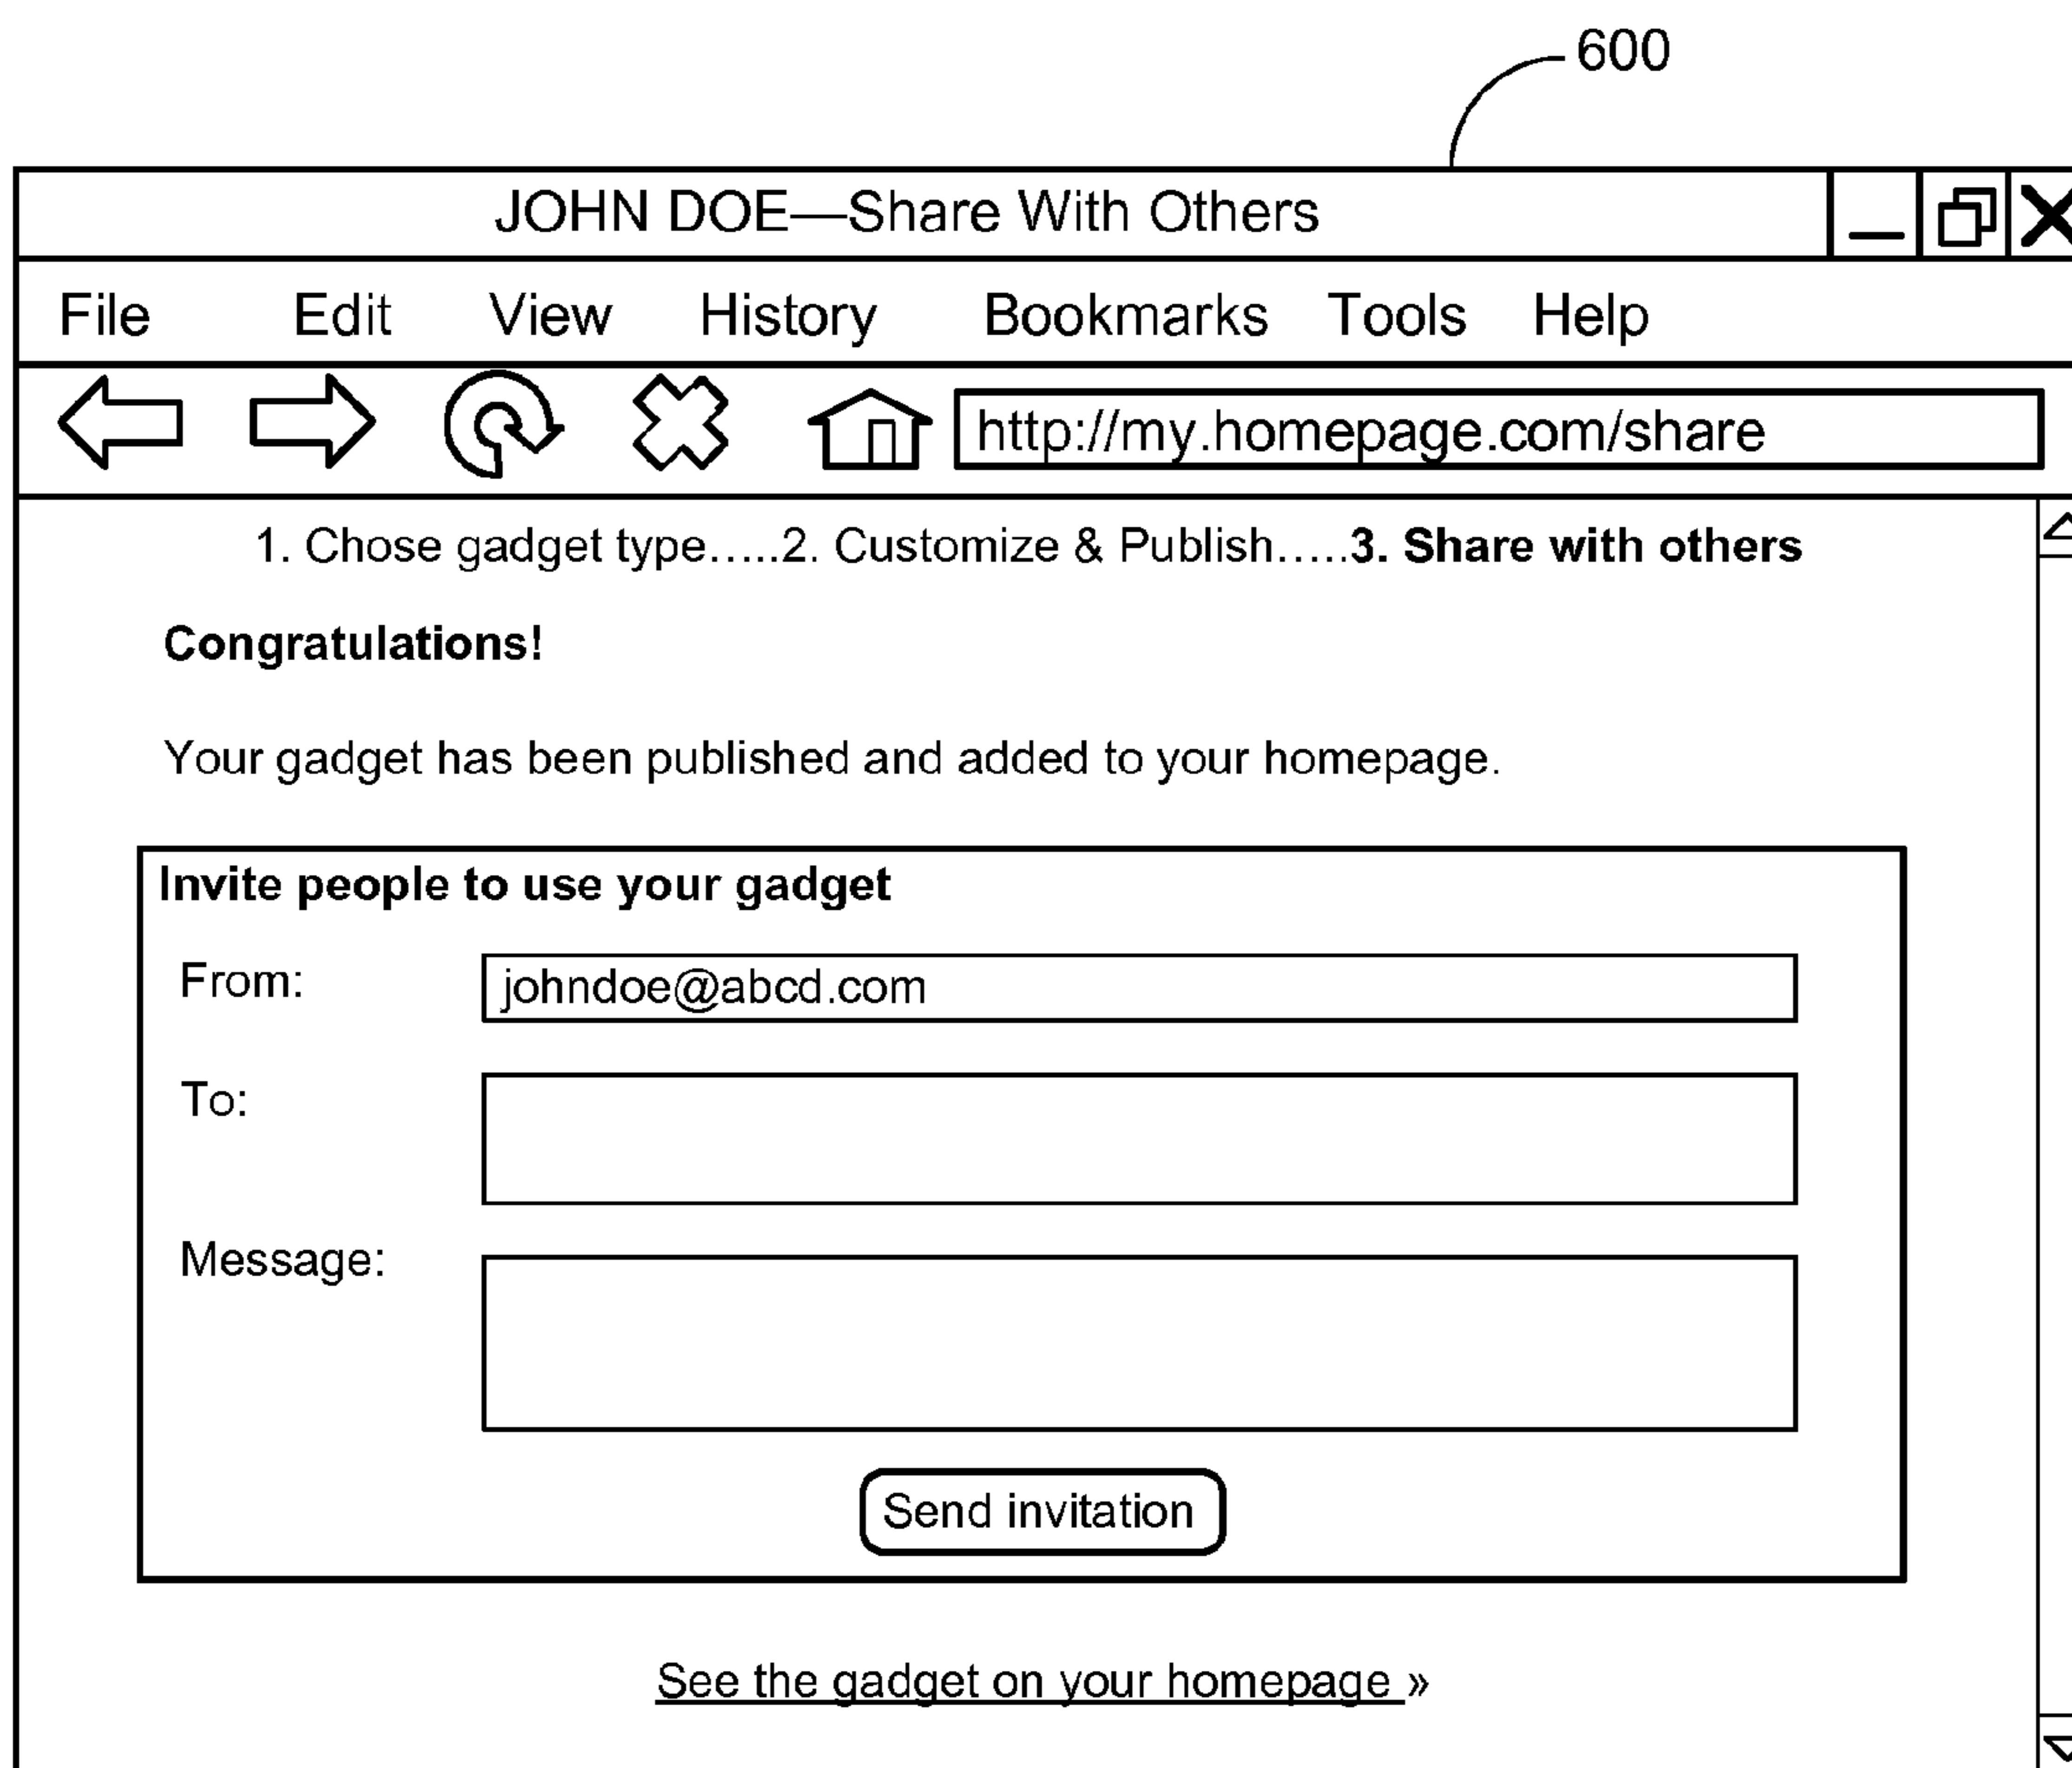 600
JOHN DOE—Share With Others
File Edit View History Bookmarks Tools Help
http://my.homepage.com/share
1. Chose gadget type.....2. Customize & Publish.....3. Share with others
Congratulations!
Your gadget has been published and added to your homepage.
Invite people to use your gadget
From: johndoe@abcd.com
To:
Message:
Send invitation
See the gadget on your homepage »